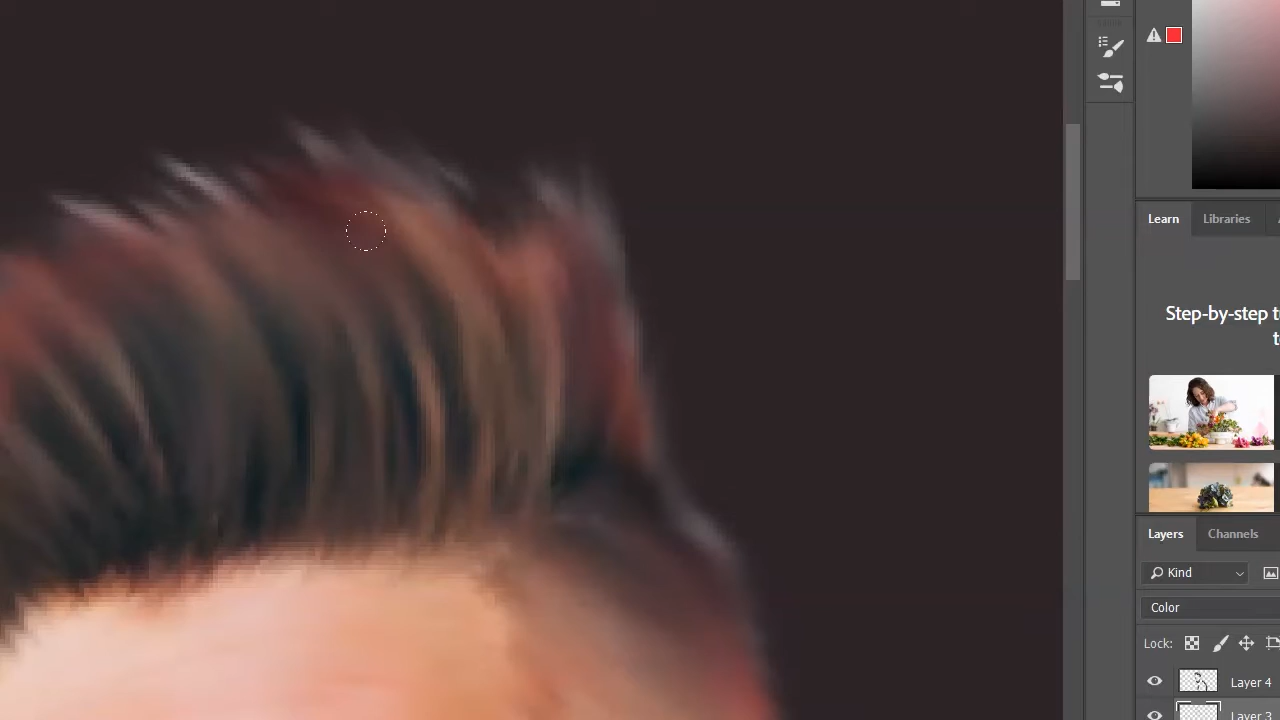 Learn
Libraries
Step-by-step
Layers
Channels
Kind
Color
Lock:
Layer 4
Layer 3